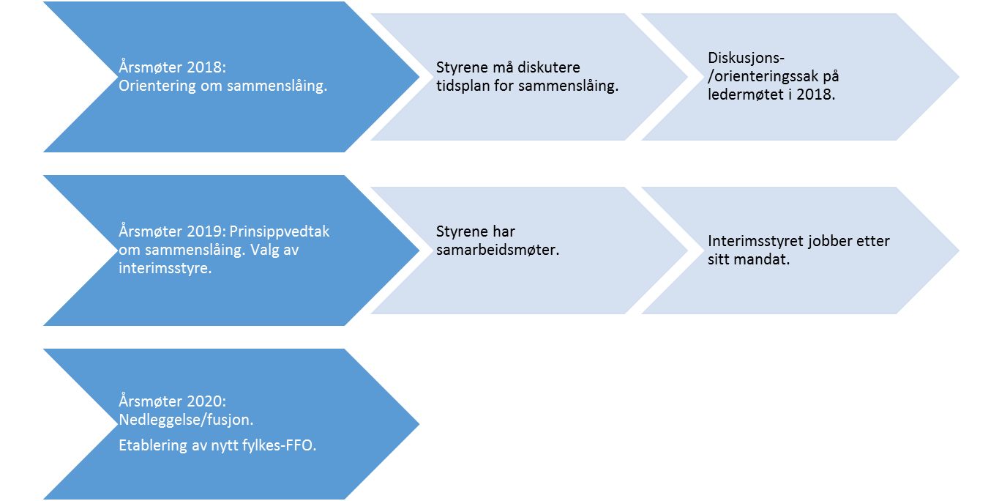 Årsmøter 2018:
Orientering om sammenslåing.
Styrene må diskutere
tidsplan for sammenslåing.
Diskusjons-
/orienteringssak på
ledermøtet i 2018.
Årsmøter 2019: Prinsippvedtak
om sammenslåing. Valg av
interimsstyre.
Styrene har
samarbeidsmøter.
Interimsstyret jobber etter
sitt mandat.
Årsmøter 2020:
Nedleggelse/fusjon.
Etablering av nytt fylkes-FFO.